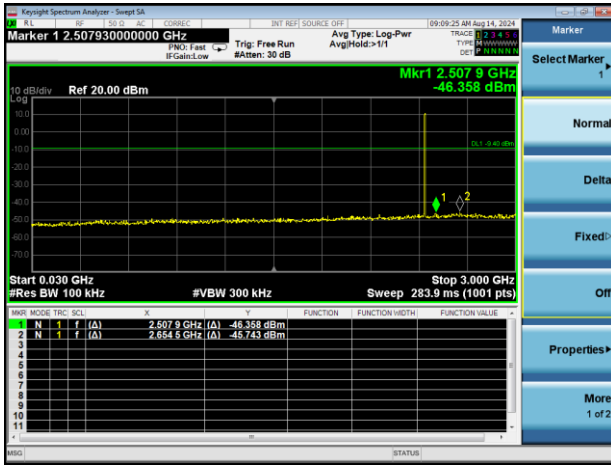 Keysight Spectrum Analyzer - Swept SA
RL RF 50 Ω AC CORREC INT REF SOURCE OFF 09:09:25 AM Aug 14, 2024
Marker 1 2.507930000000 GHz
PNO: Fast
IFGain:Low
Trig: Free Run
#Atten: 30 dB
Avg Type: Log-Pwr
Avg|Hold:>1/1
TRACE 1 2 3 4 5 6
TYPE M WWWWW
DET P N N N N N
Mkr1 2.507 9 GHz
-46.358 dBm
10 dB/div Ref 20.00 dBm
Log
10.0
0.00
-10.0
-20.0
-30.0
-40.0
-50.0
-60.0
-70.0
DL1 -9.40 dBm
1
2
Start 0.030 GHz Stop 3.000 GHz
#Res BW 100 kHz #VBW 300 kHz Sweep 283.9 ms (1001 pts)
MKR MODE TRC SCL X Y FUNCTION FUNCTION WIDTH FUNCTION VALUE
1 N 1 f (Δ) 2.507 9 GHz (Δ) -46.358 dBm
2 N 1 f (Δ) 2.654 5 GHz (Δ) -45.743 dBm
3
4
5
6
7
8
9
10
11
MSG STATUS
Marker
Select Marker
1
Normal
Delta
Fixed
Off
Properties
More
1 of 2